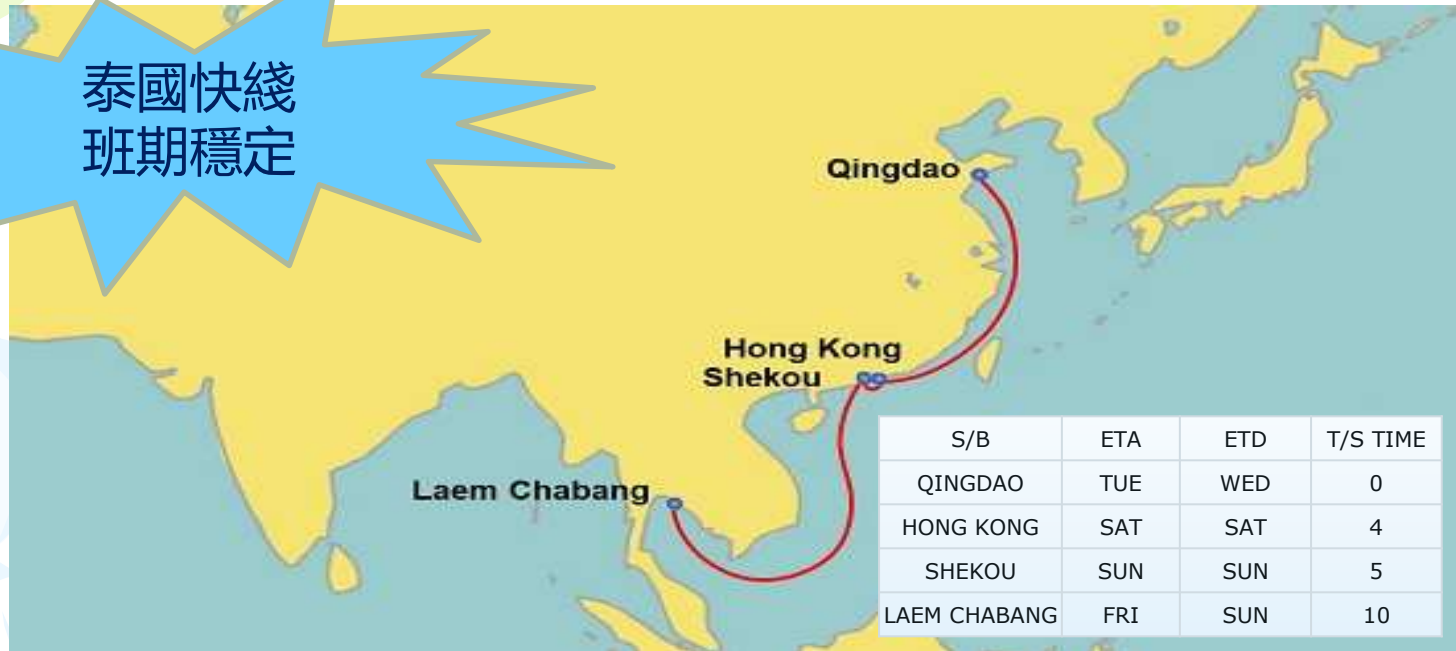 泰國快綫
班期穩定
Qingdao
Hong Kong
Shekou
Laem Chabang
S/B ETA ETD T/S TIME
QINGDAO TUE WED 0
HONG KONG SAT SAT 4
SHEKOU SUN SUN 5
LAEM CHABANG FRI SUN 10